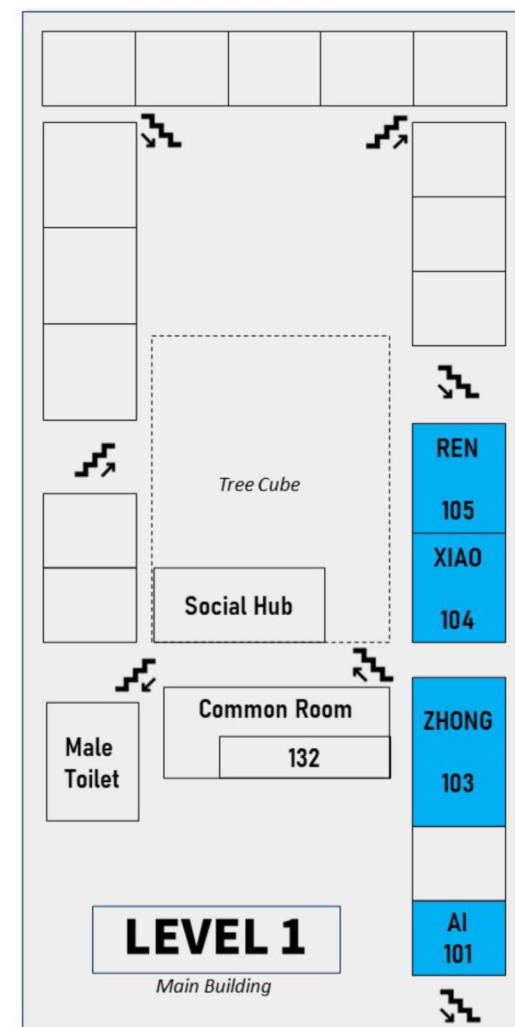 Tree Cube
REN
105
XIAO
104
Social Hub
Common Room
132
Male
Toilet
ZHONG
103
LEVEL 1
Main Building
AI
101